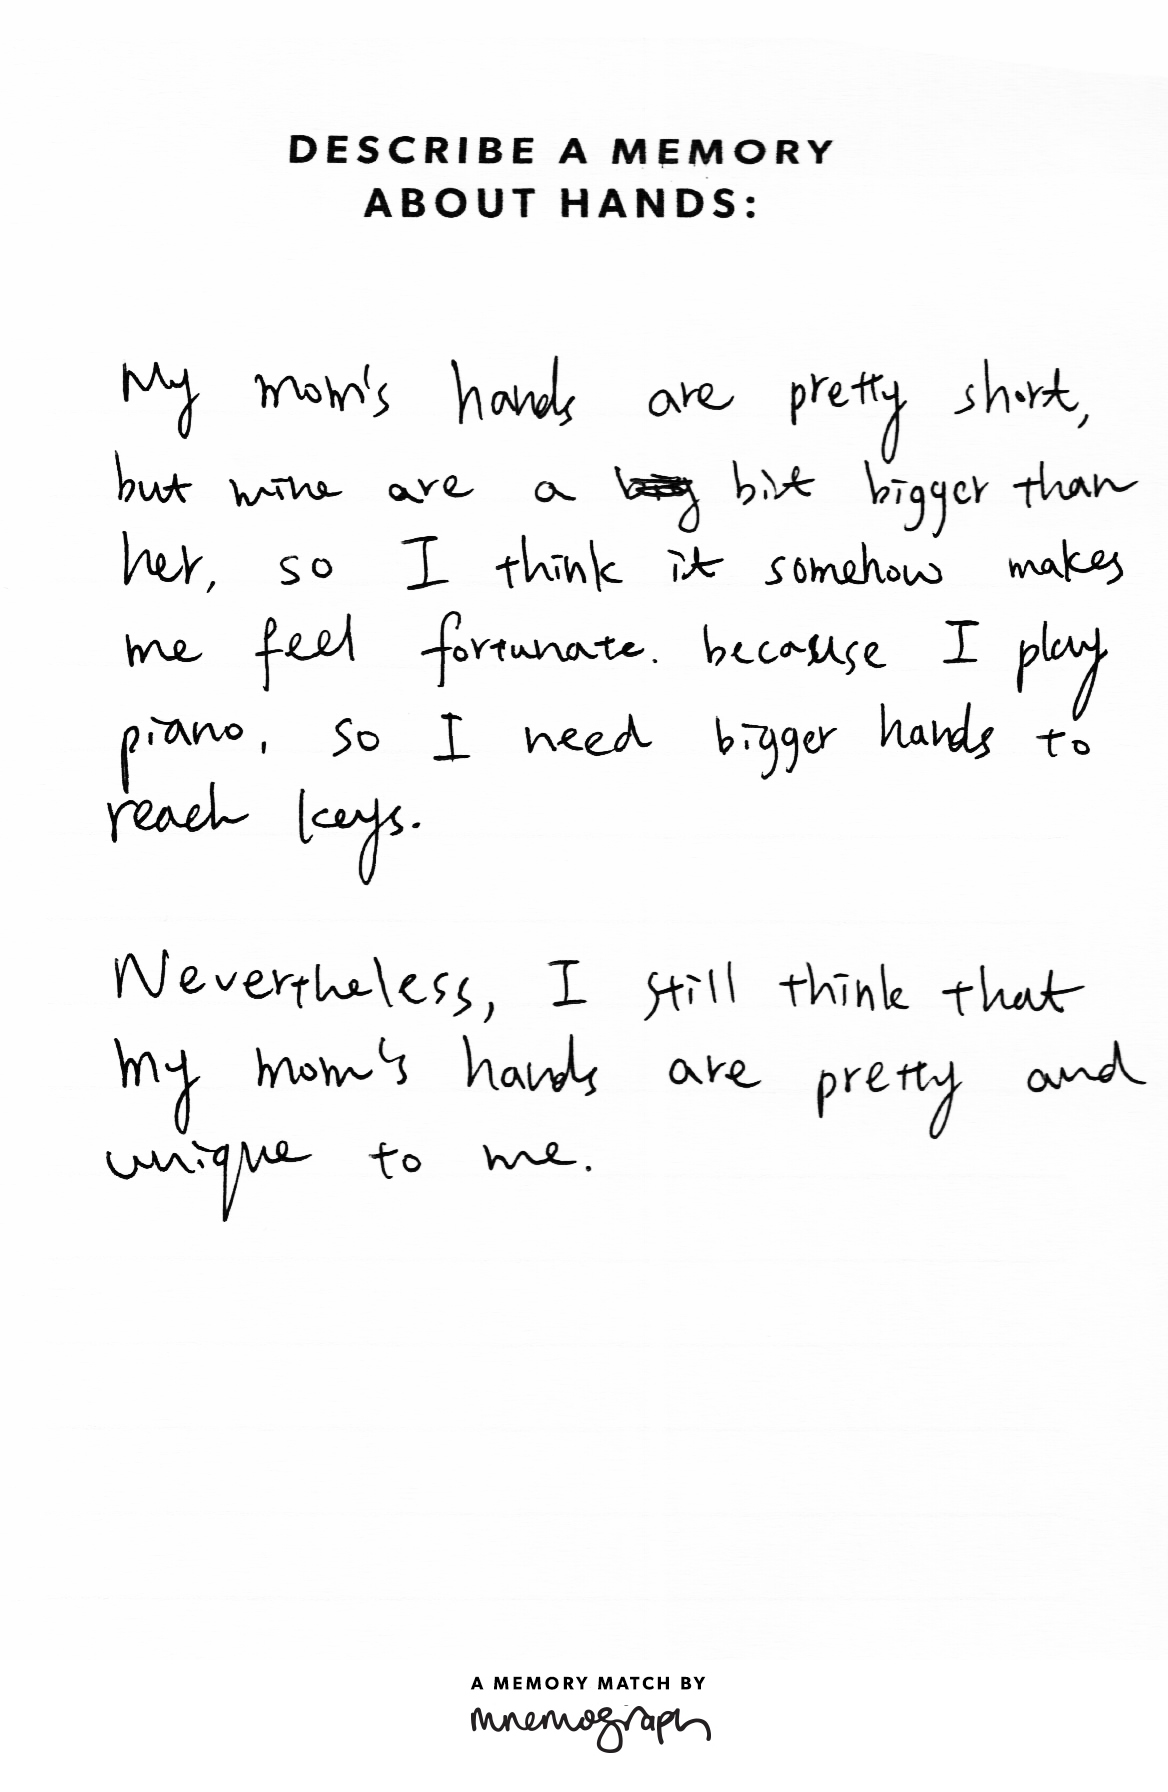 DESCRIBE A MEMORY
ABOUT HANDS:
My mom's hands are pretty short,
but mine are a bit bigger than
her, so I think it somehow makes
me feel fortunate. because I play
piano, so I need bigger hands to
reach keys.
Nevertheless, I still think that
my mom's hands are pretty and
unique to me.
A MEMORY MATCH BY
mnemograph